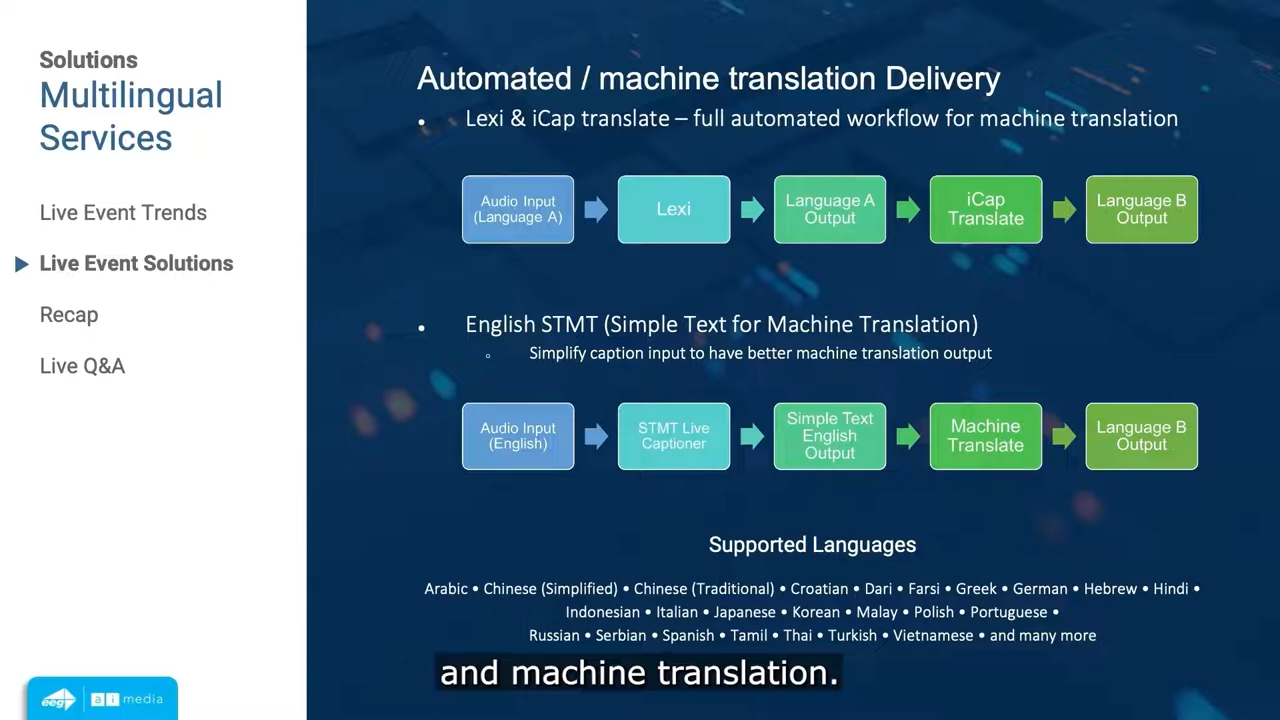 Solutions
Multilingual
Services
Live Event Trends
Live Event Solutions
Recap
Live Q&A
Automated / machine translation Delivery
• Lexi & iCap translate – full automated workflow for machine translation
Audio Input
(Language A)
Lexi
Language A
Output
iCap
Translate
Language B
Output
• English STMT (Simple Text for Machine Translation)
◦ Simplify caption input to have better machine translation output
Audio Input
(English)
STMT Live
Captioner
Simple Text
English
Output
Machine
Translate
Language B
Output
Supported Languages
Arabic • Chinese (Simplified) • Chinese (Traditional) • Croatian • Dari • Farsi • Greek • German • Hebrew • Hindi •
Indonesian • Italian • Japanese • Korean • Malay • Polish • Portuguese •
Russian • Serbian • Spanish • Tamil • Thai • Turkish • Vietnamese • and many more
and machine translation.
eeg
ai media